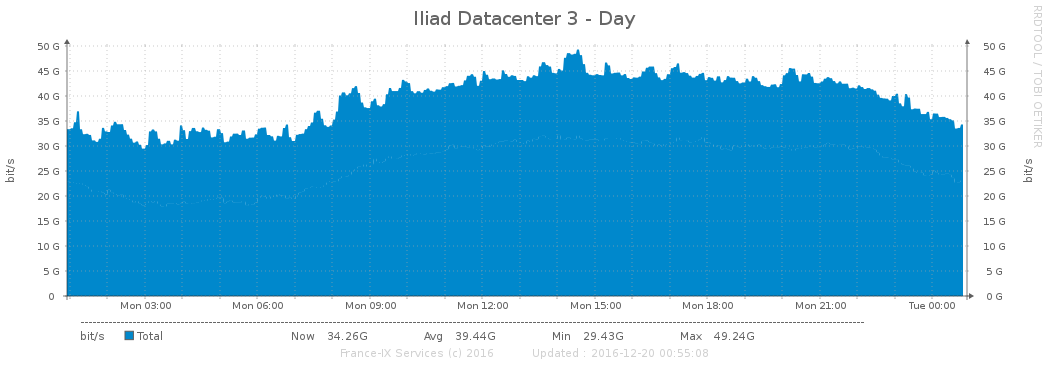 Iliad Datacenter 3 - Day
RRDTOOL / TOBI OETIKER
50 G 50 G
45 G 45 G
40 G 40 G
35 G 35 G
30 G 30 G
25 G 25 G
20 G 20 G
15 G 15 G
10 G 10 G
5 G 5 G
0 0 G
bit/s bit/s
Mon 03:00 Mon 06:00 Mon 09:00 Mon 12:00 Mon 15:00 Mon 18:00 Mon 21:00 Tue 00:00
bit/s Total Now 34.26G Avg 39.44G Min 29.43G Max 49.24G
France-IX Services (c) 2016 Updated : 2016-12-20 00:55:08